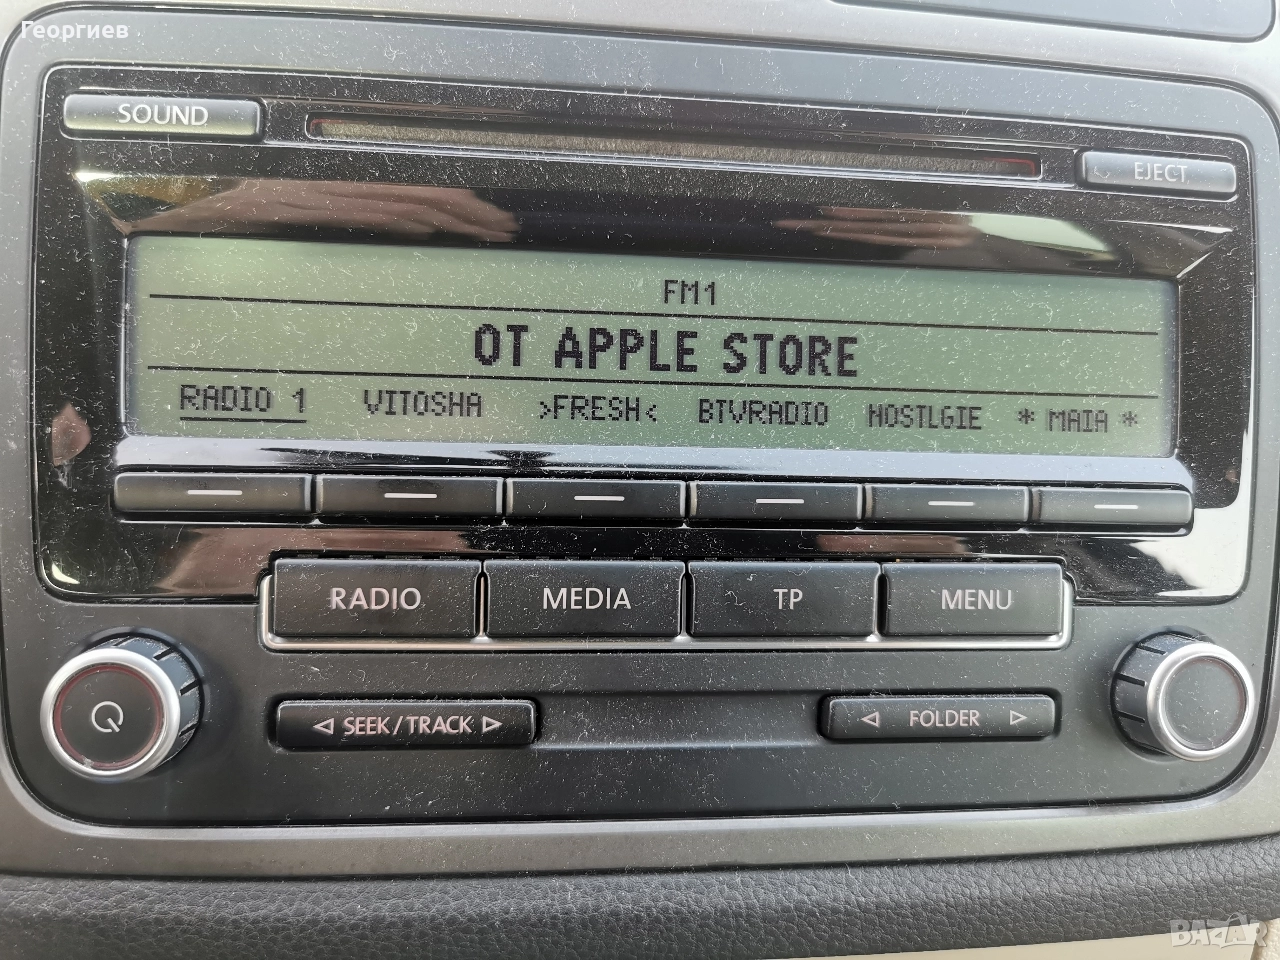 Георгиев
SOUND
EJECT
FM1
OT APPLE STORE
RADIO 1 VITOSHA >FRESH< BTVRADIO NOSTLGIE * MAIA *
RADIO MEDIA TP MENU
SEEK/TRACK FOLDER
BAZAR